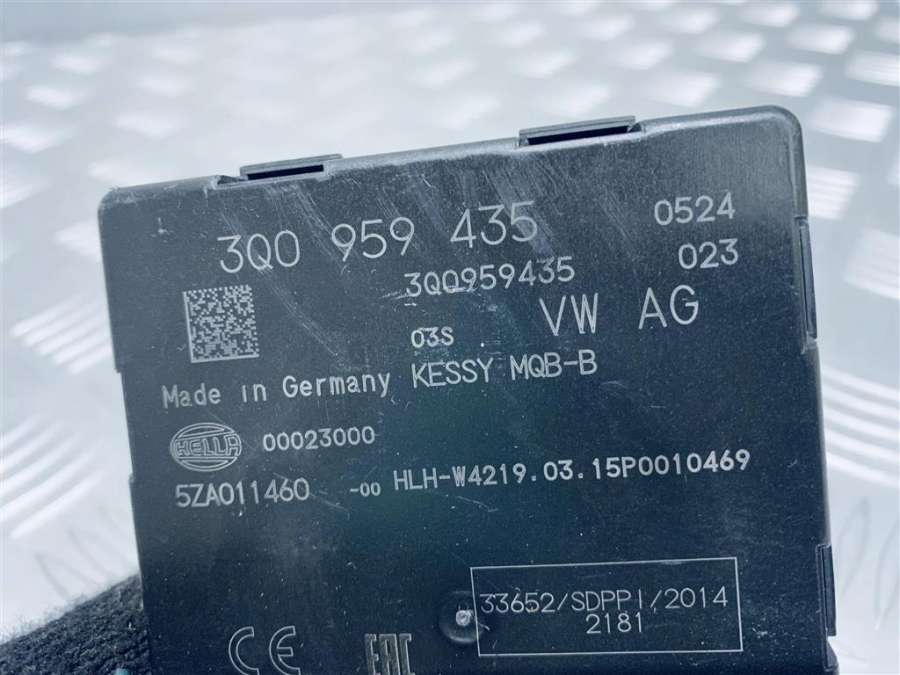 3Q0 959 435 0524
3Q0959435 023
03S VW AG
Made in Germany KESSY MQB-B
HELLA 00023000
5ZA011460 -00 HLH-W4219.03.15P0010469
33652/SDPPI/2014
2181
CE EAC